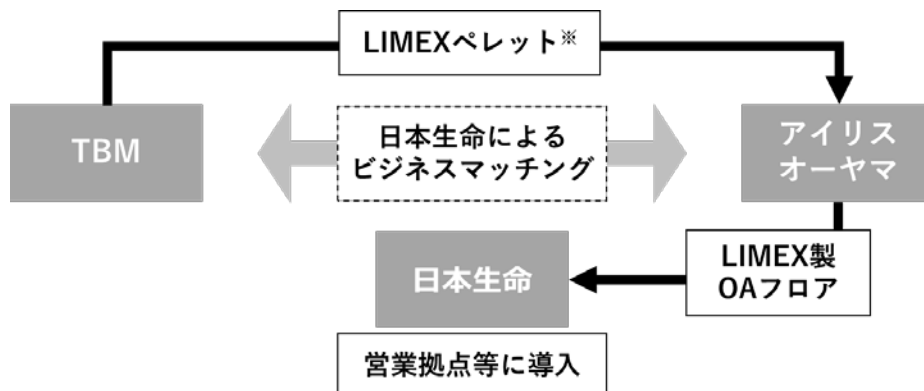 LIMEXペレット※
TBM
日本生命による
ビジネスマッチング
アイリス
オーヤマ
日本生命
LIMEX製
OAフロア
営業拠点等に導入